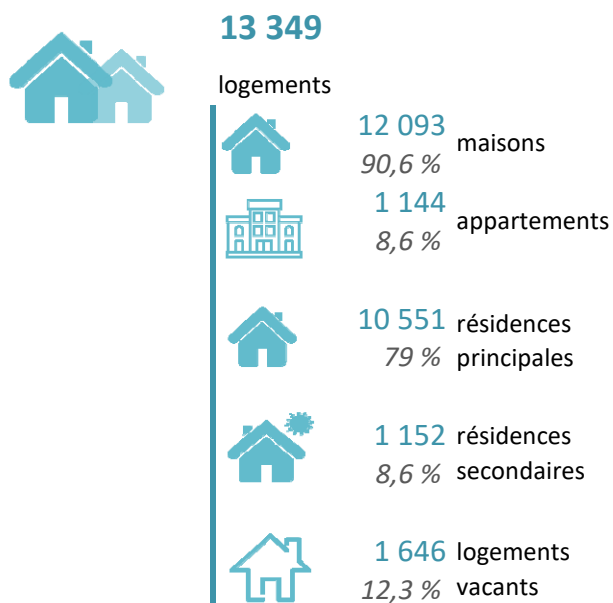 13 349
logements
12 093
maisons
90,6 %
1 144
appartements
8,6 %
10 551 résidences
79 % principales
1 152 résidences
8,6 % secondaires
1 646 logements
12,3 % vacants